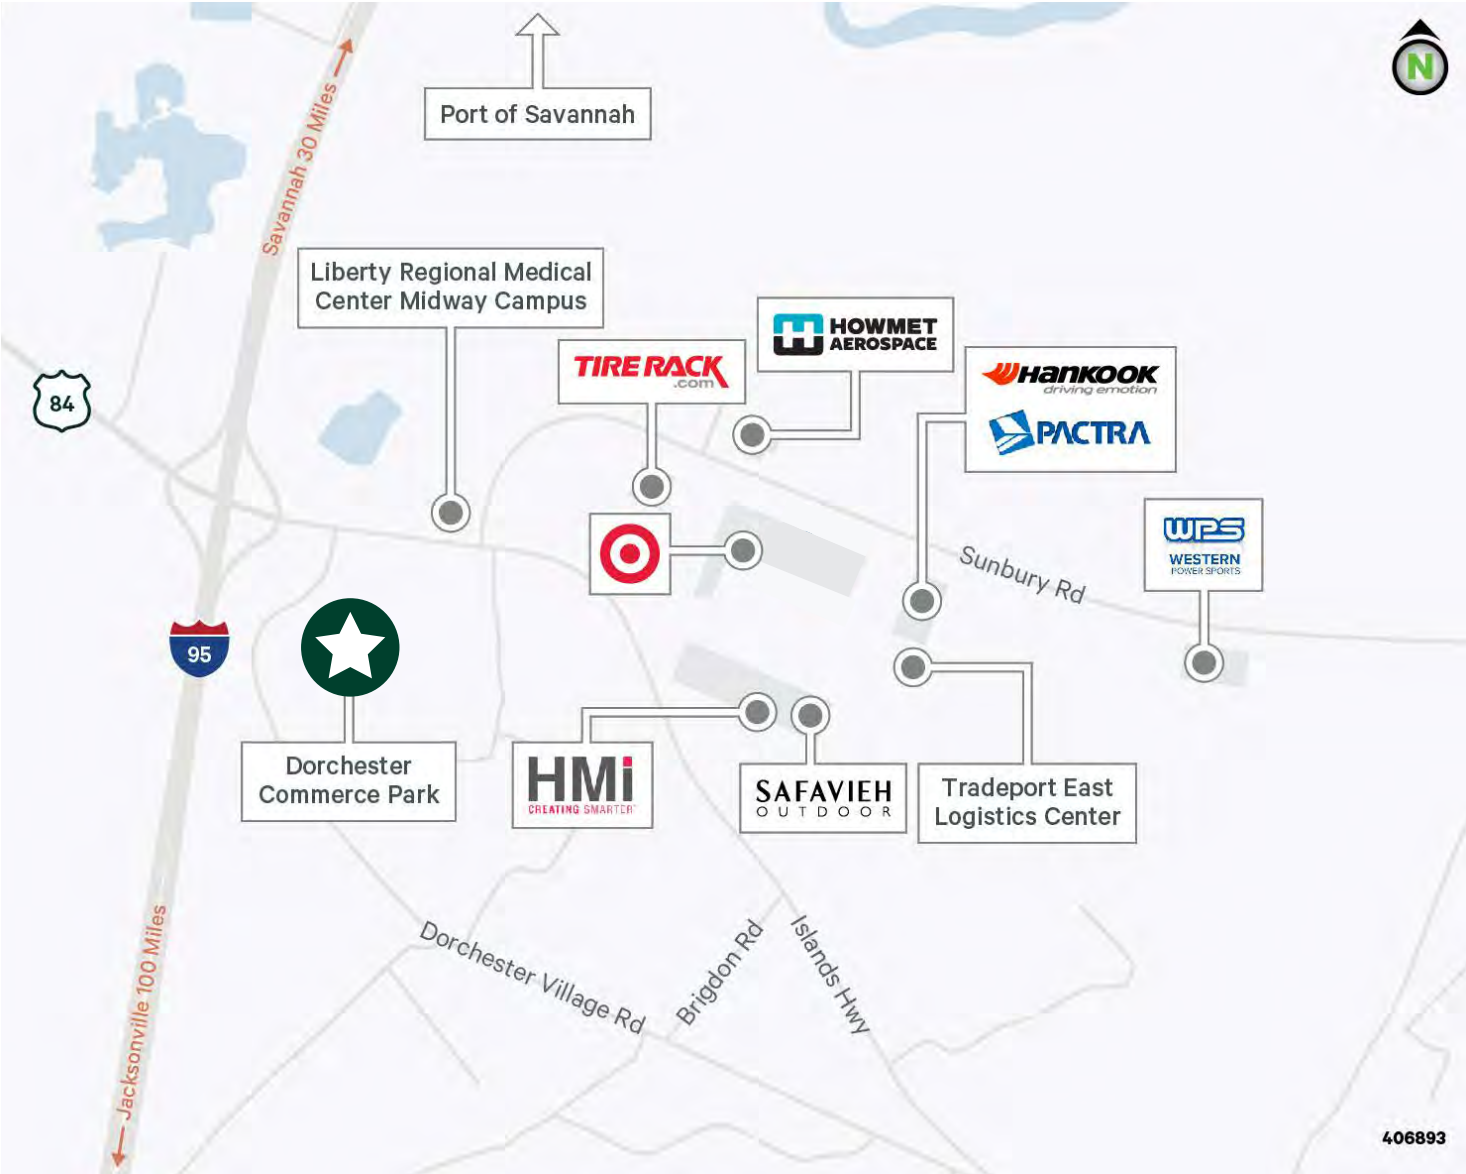 N
Port of Savannah
Savannah 30 Miles
Liberty Regional Medical
Center Midway Campus
HOWMET
AEROSPACE
TIRE RACK
.com
HANKOOK
driving emotion
PACTRA
84
WPS
WESTERN
POWER SPORTS
Sunbury Rd
95
Dorchester
Commerce Park
HMi
CREATING SMARTER
SAFAVIEH
OUTDOOR
Tradeport East
Logistics Center
Dorchester Village Rd
Brigdon Rd
Islands Hwy
Jacksonville 100 Miles
406893